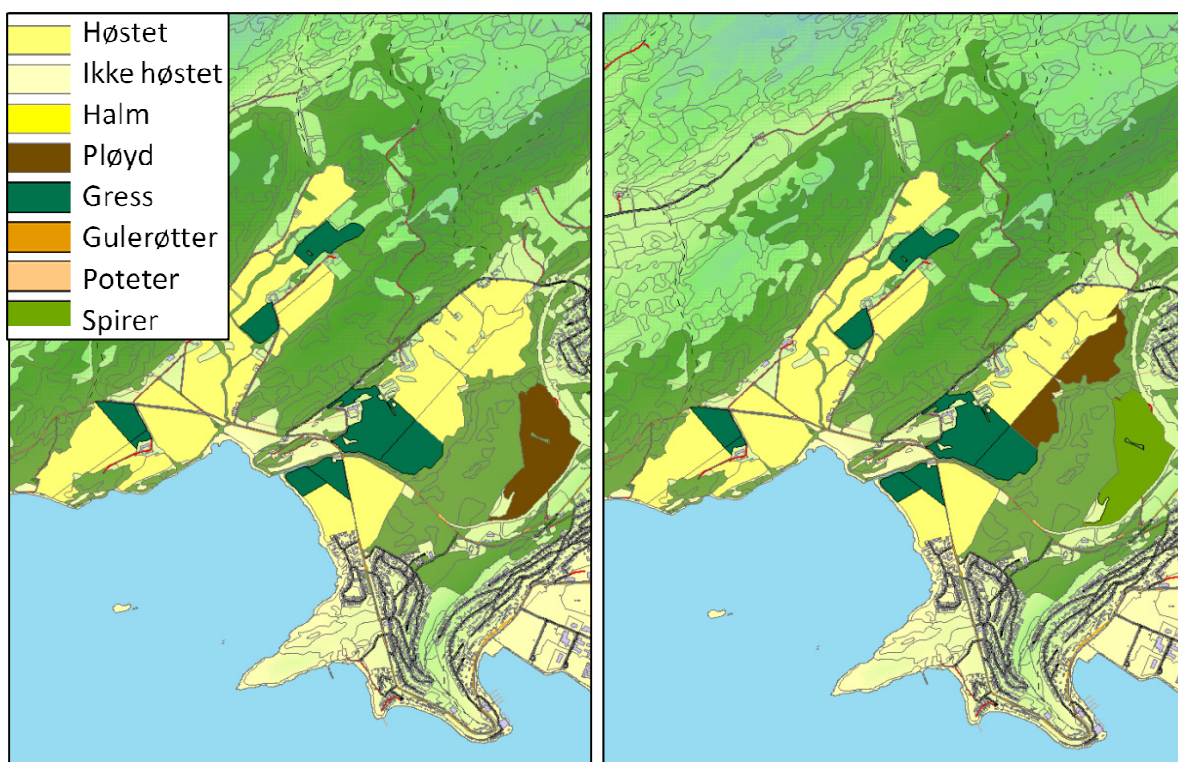 Høstet
Ikke høstet
Halm
Pløyd
Gress
Gulerøtter
Poteter
Spirer